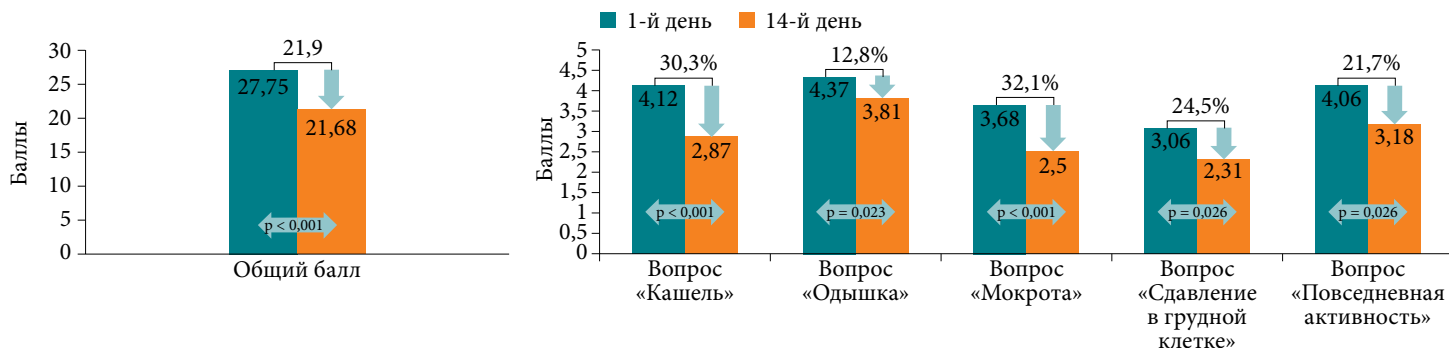 1-й день
14-й день
Баллы
30
25
20
15
10
5
0
21,9
27,75
21,68
p < 0,001
Общий балл
Баллы
5
4,5
4
3,5
3
2,5
2
1,5
1
0,5
0
30,3%
4,12
2,87
p < 0,001
Вопрос
«Кашель»
12,8%
4,37
3,81
p = 0,023
Вопрос
«Одышка»
32,1%
3,68
2,5
p < 0,001
Вопрос
«Мокрота»
24,5%
3,06
2,31
p = 0,026
Вопрос
«Сдавление
в грудной
клетке»
21,7%
4,06
3,18
p = 0,026
Вопрос
«Повседневная
активность»